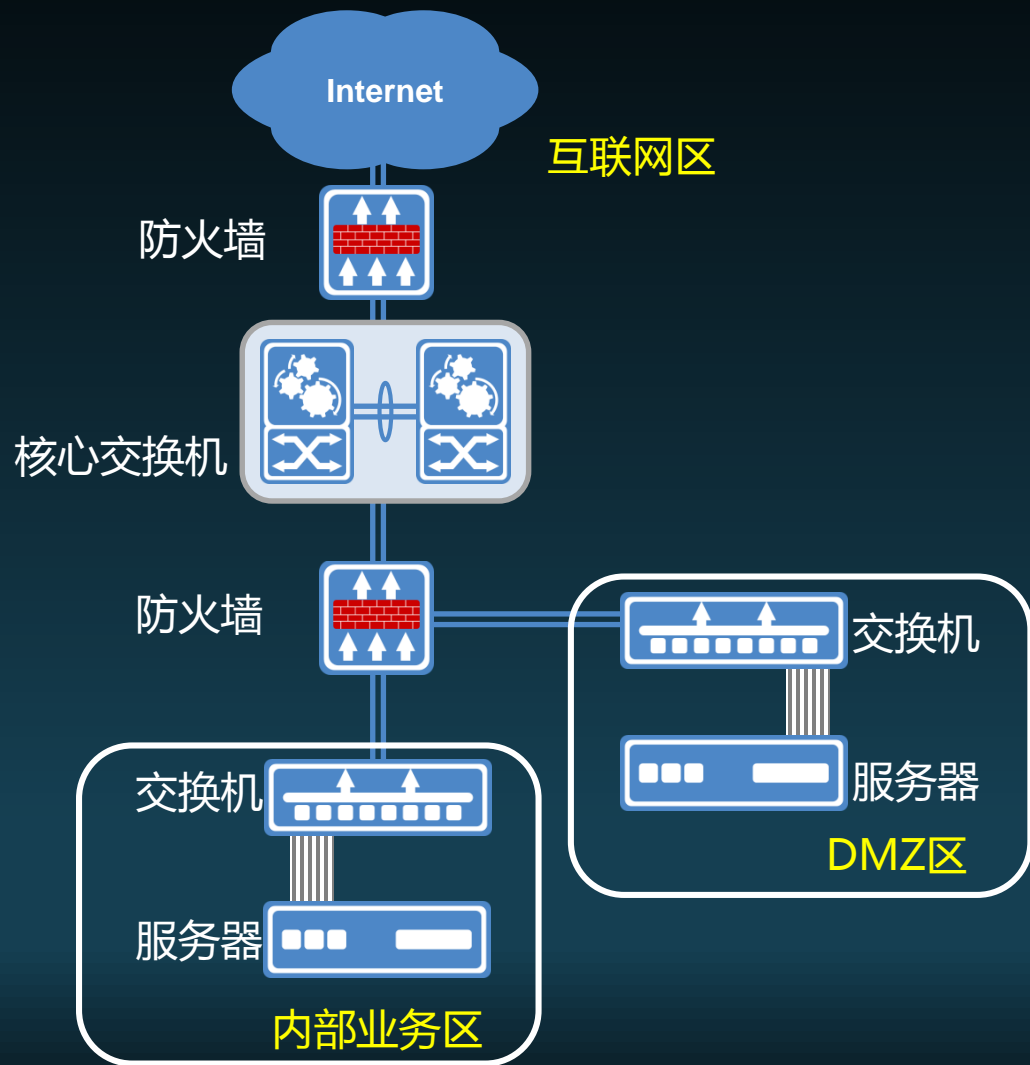 Internet
互联网区
防火墙
核心交换机
防火墙
交换机
服务器
DMZ区
交换机
服务器
内部业务区